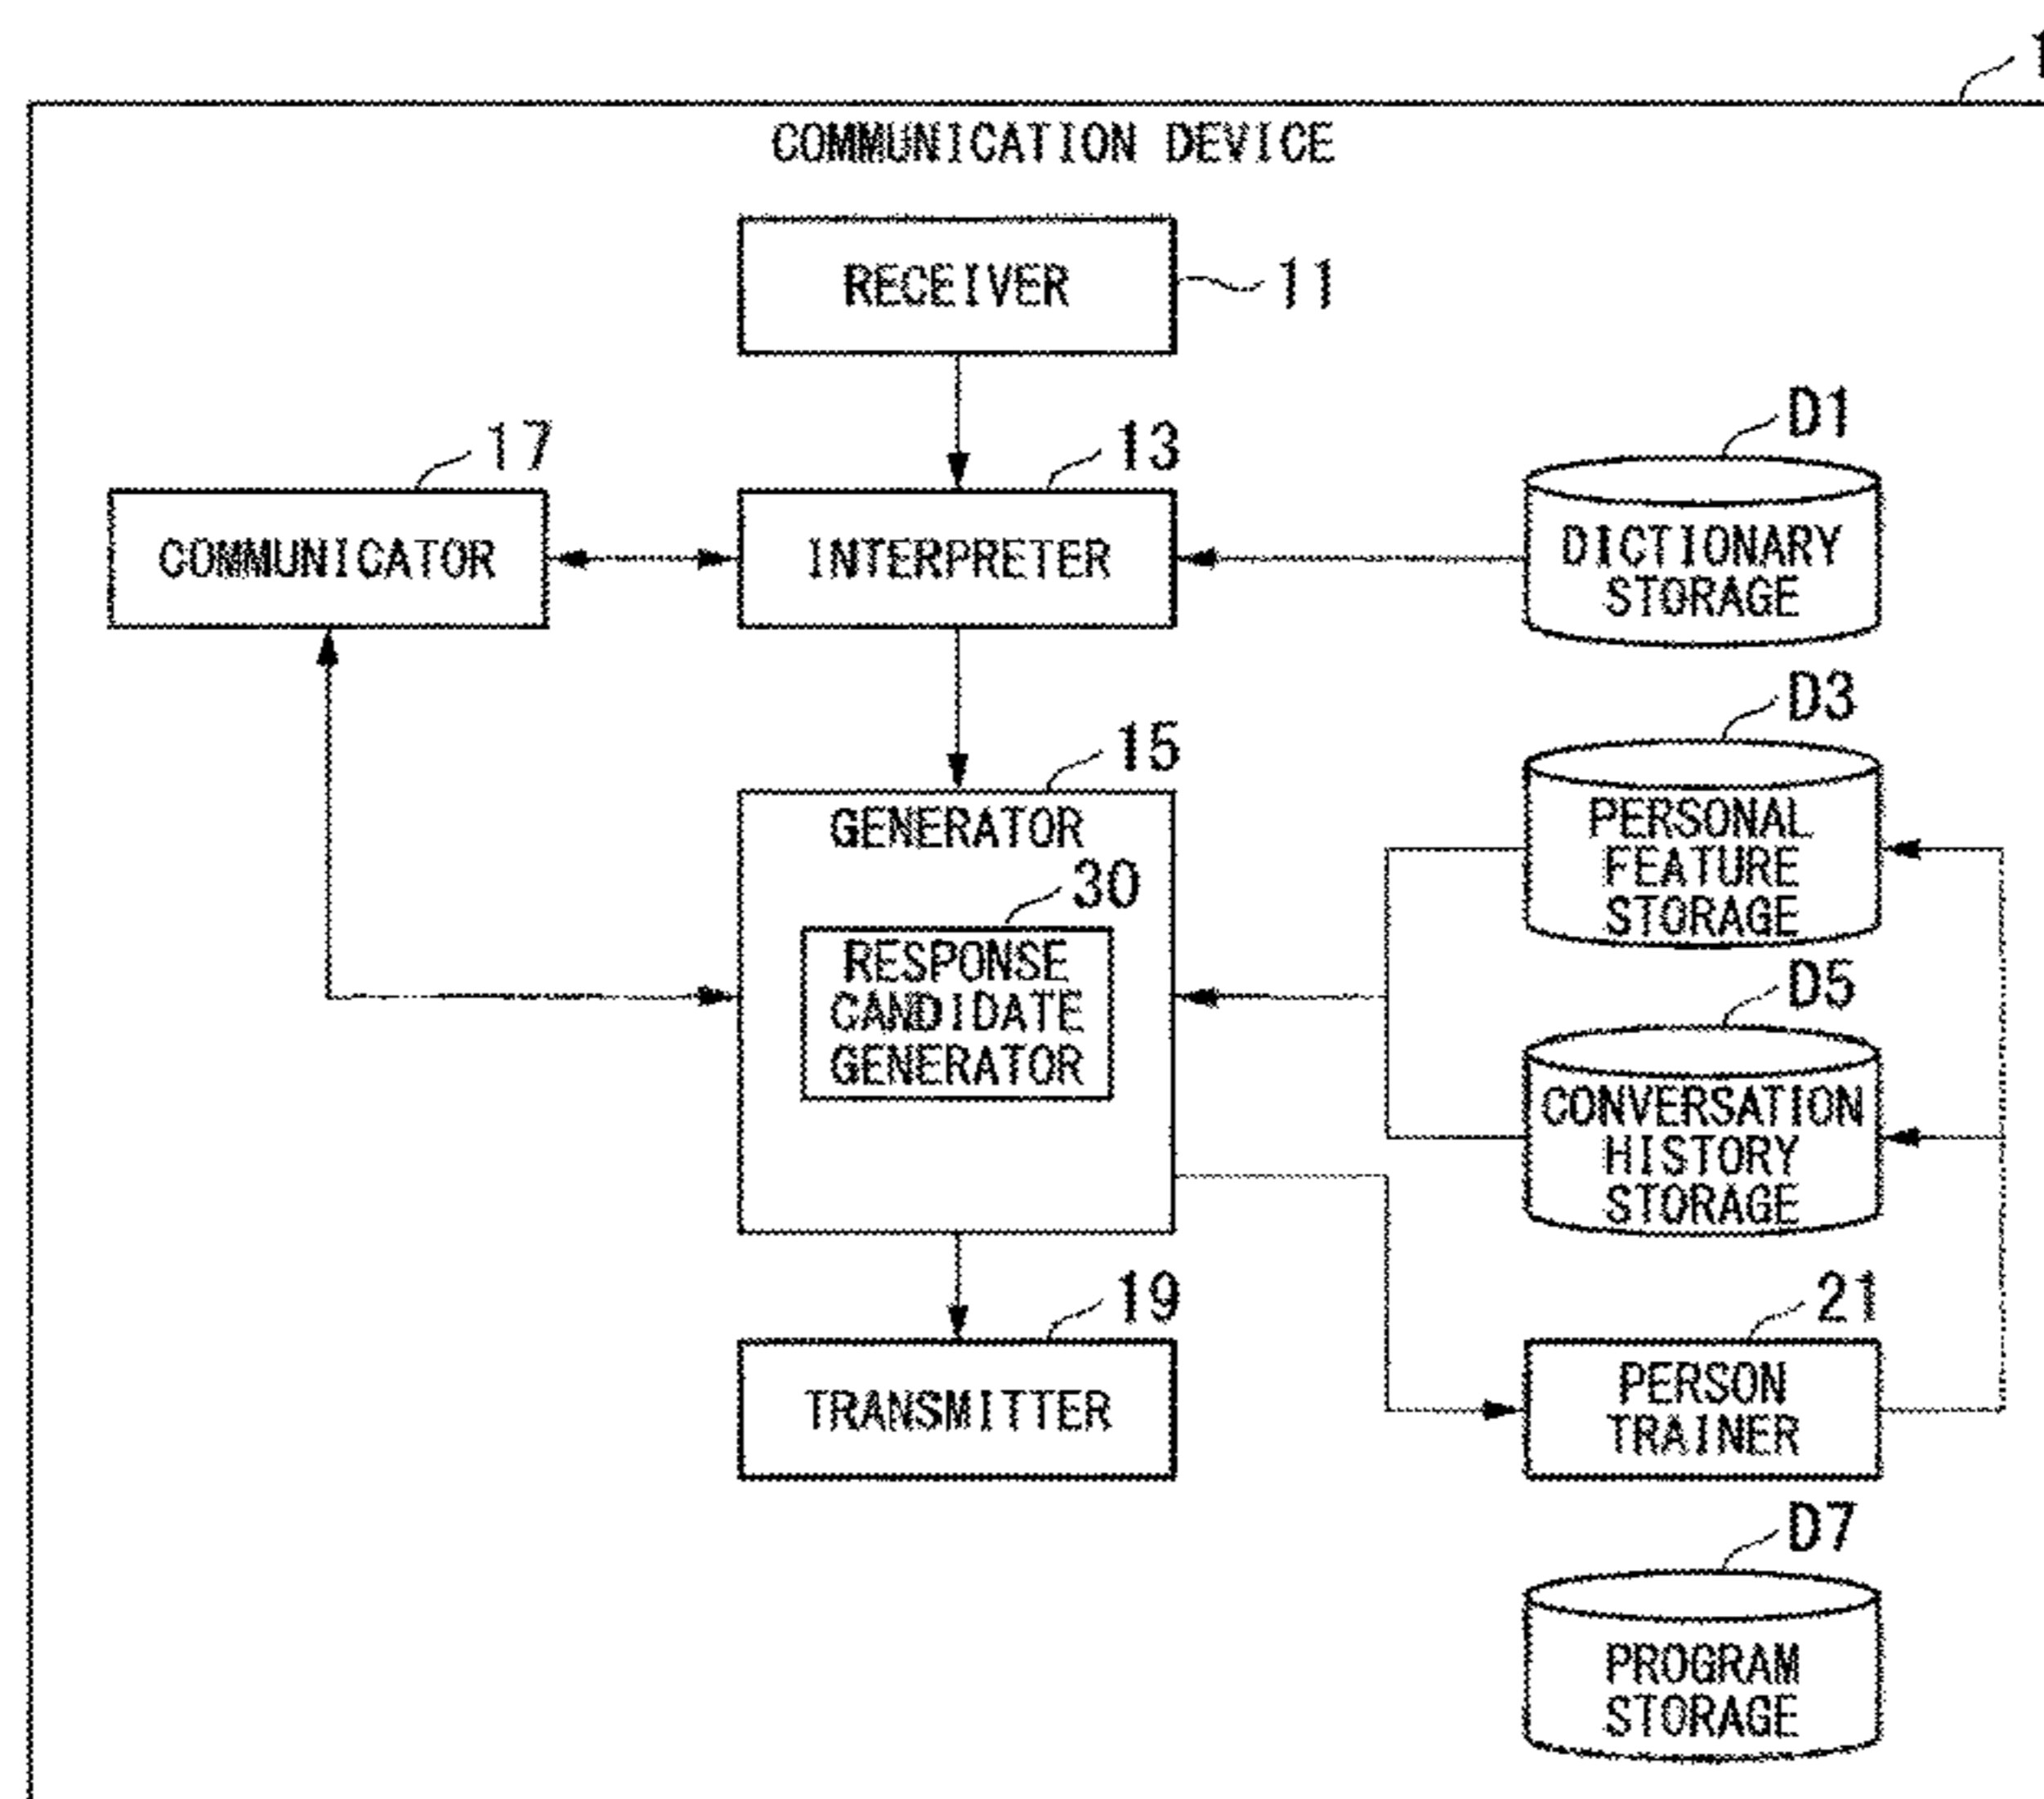 1
COMMUNICATION DEVICE
RECEIVER
11
D1
17
13
COMMUNICATOR
INTERPRETER
DICTIONARY
STORAGE
D3
15
GENERATOR
PERSONAL
FEATURE
STORAGE
30
RESPONSE
CANDIDATE
GENERATOR
D5
CONVERSATION
HISTORY
STORAGE
19
21
TRANSMITTER
PERSON
TRAINER
D7
PROGRAM
STORAGE